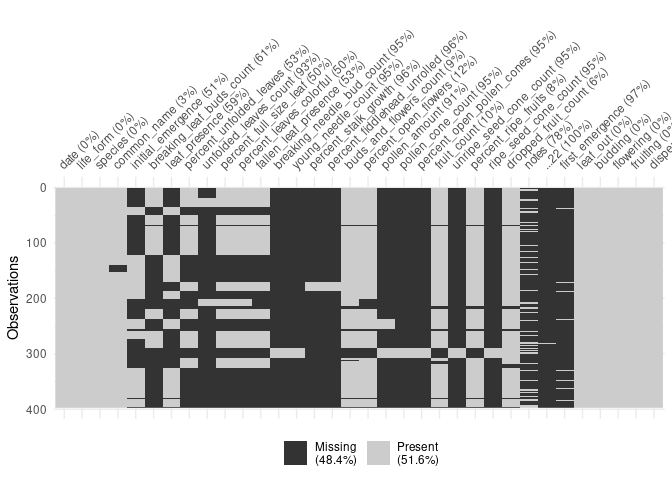 date (0%)
life_form (0%)
species (0%)
common_name (3%)
initial_emergence (51%)
breaking_leaf_buds_count (61%)
leaf_presence (59%)
percent_unfolded_leaves (53%)
unfolded_leaves_count (93%)
percent_full_size_leaf (50%)
percent_leaves_colorful (50%)
fallen_leaf_presence (53%)
breaking_needle_bud_count (95%)
young_needle_count (95%)
percent_stalk_growth (96%)
percent_fiddlehead_unrolled (96%)
buds_and_flowers_count (9%)
percent_open_flowers (12%)
pollen_amount (91%)
pollen_cones_count (95%)
percent_open_pollen_cones (95%)
fruit_count (10%)
unripe_seed_cone_count (95%)
percent_ripe_fruits (8%)
ripe_seed_cone_count (95%)
dropped_fruit_count (6%)
notes (78%)
...22 (100%)
first_emergence (97%)
leaf_out (0%)
budding (0%)
flowering (0%)
fruiting (0%
dispe
0
100
200
300
400
Observations
Missing
(48.4%)
Present
(51.6%)